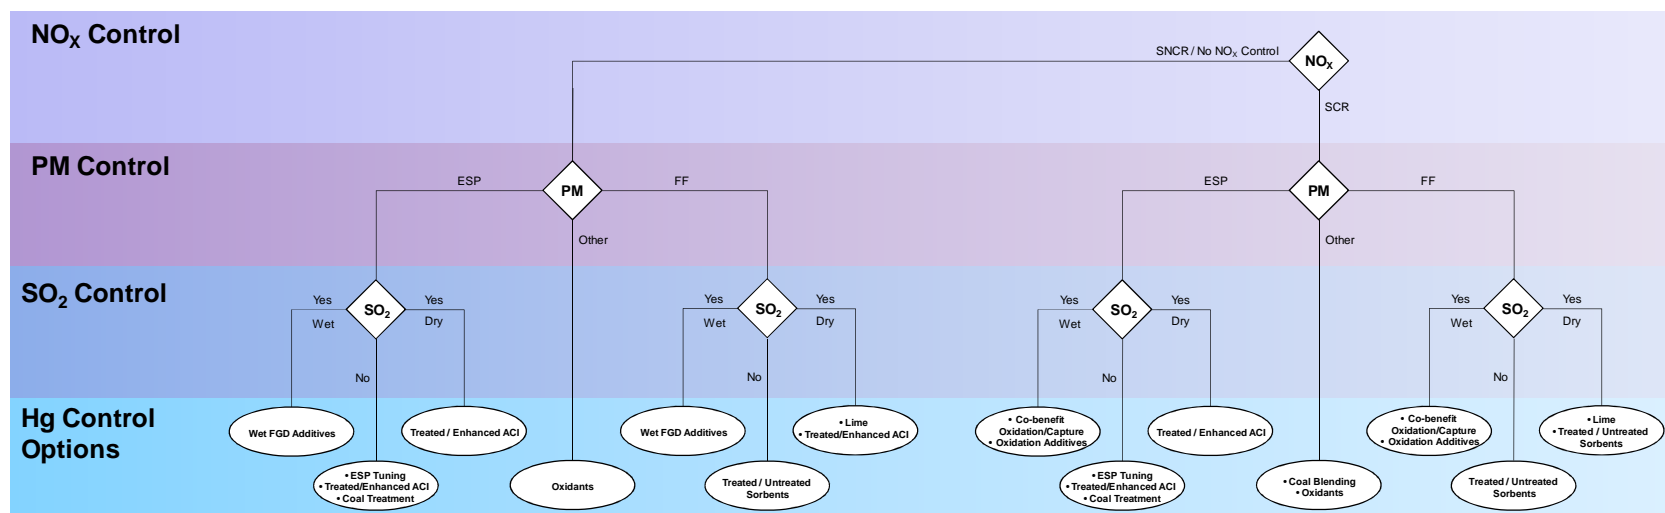 NOX Control
SNCR / No NOX Control
NOX
SCR
PM Control
ESP
PM
FF
Other
ESP
PM
FF
Other
SO2 Control
Yes
Wet
SO2
Yes
Dry
No
Yes
Wet
SO2
Yes
Dry
No
Yes
Wet
SO2
Yes
Dry
No
Yes
Wet
SO2
Yes
Dry
No
Hg Control
Options
Wet FGD Additives
• ESP Tuning
• Treated/Enhanced ACI
• Coal Treatment
Treated / Enhanced ACI
Oxidants
Wet FGD Additives
Treated / Untreated
Sorbents
• Lime
• Treated/Enhanced ACI
• Co-benefit
Oxidation/Capture
• Oxidation Additives
• ESP Tuning
• Treated/Enhanced ACI
• Coal Treatment
Treated / Enhanced ACI
• Coal Blending
• Oxidants
• Co-benefit
Oxidation/Capture
• Oxidation Additives
Treated / Untreated
Sorbents
• Lime
• Treated / Untreated
Sorbents